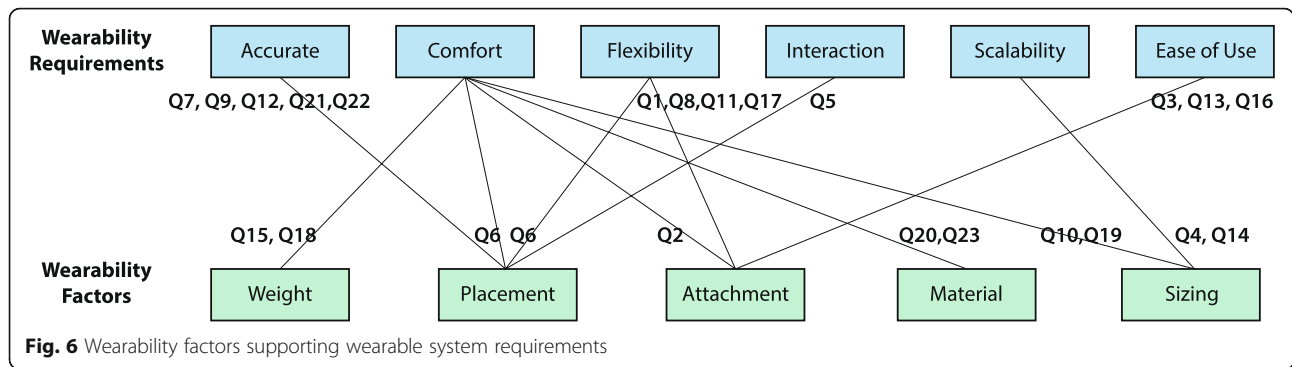 Wearability
Requirements
Accurate
Comfort
Flexibility
Interaction
Scalability
Ease of Use
Q7, Q9, Q12, Q21,Q22
Q1,Q8,Q11,Q17
Q5
Q3, Q13, Q16
Q15, Q18
Q6
Q6
Q2
Q20,Q23
Q10,Q19
Q4, Q14
Wearability
Factors
Weight
Placement
Attachment
Material
Sizing
Fig. 6 Wearability factors supporting wearable system requirements